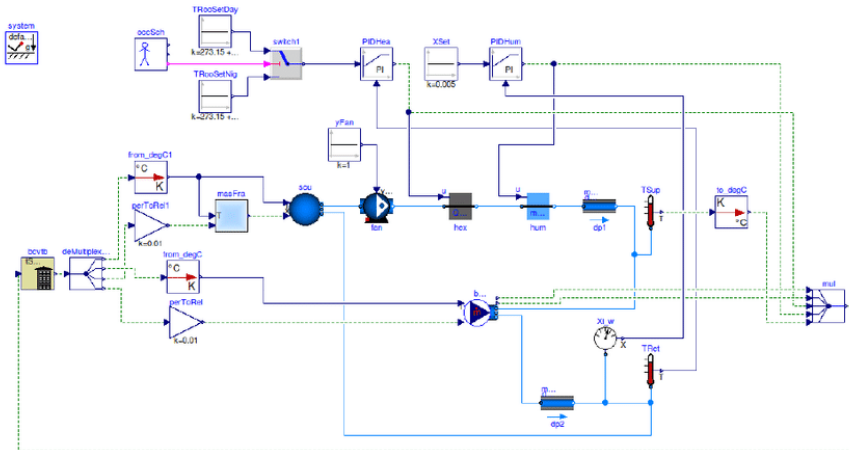 system
defa...
g
occSch
TRooSetDay
k=273.15 +...
TRooSetNig
k=273.15 +...
switch1
PIDHea
PI
XSet
k=0.005
PIDHum
PI
yFan
k=1
from_degC1
°C
K
masFra
T
sou
perToRel1
k=0.01
fan
u
hex
u
m...
hum
m...
dp1
TSup
T
to_degC
K
°C
bcvtb
deMultiplex...
from_degC
°C
K
perToRel
k=0.01
b...
Xi_w
X
TRet
T
m...
dp2
mul